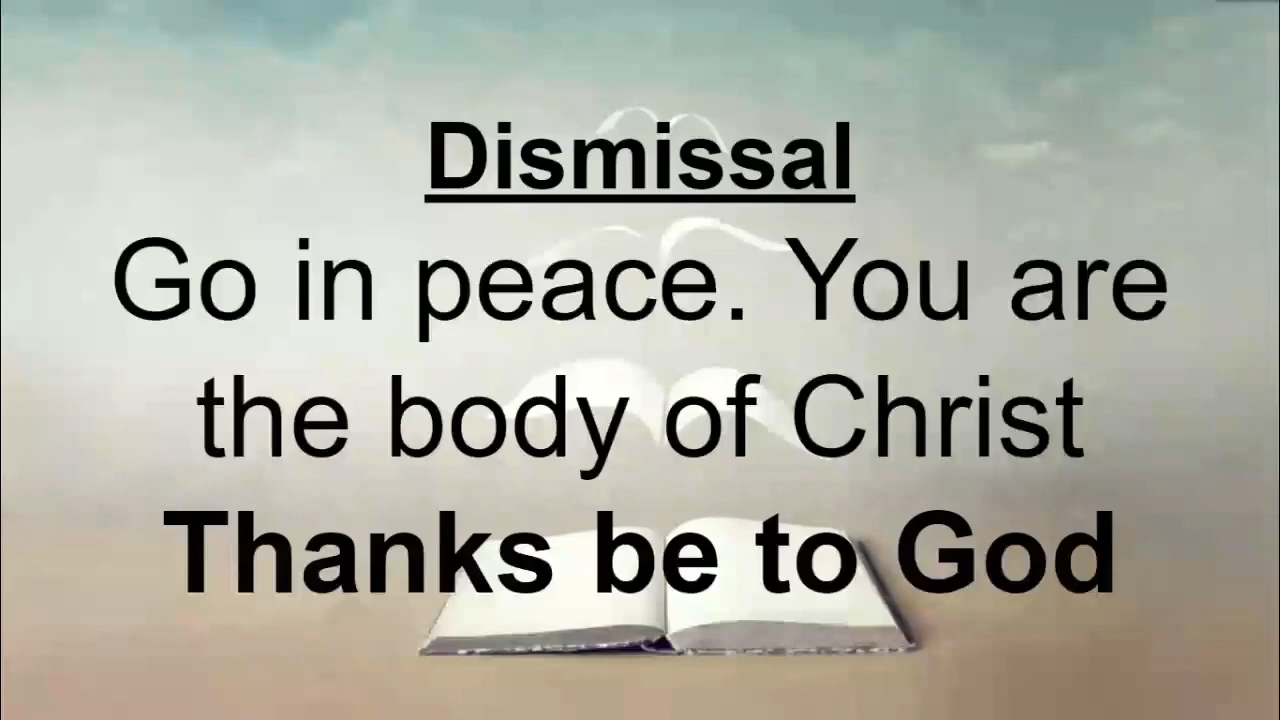 Dismissal
Go in peace. You are
the body of Christ
Thanks be to God